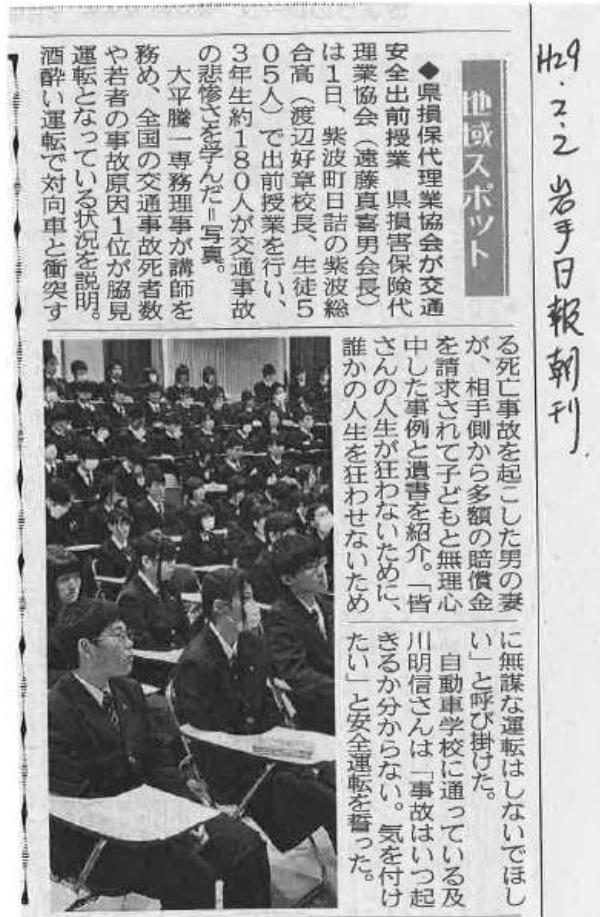 H29.2.2 岩手日報朝刊.
地域スポット
◆県損保代理業協会が交通
安全出前授業　県損害保険代
理業協会（遠藤真喜男会長）
は1日、紫波町日詰の紫波総
合高（渡辺好章校長、生徒5
05人）で出前授業を行い、
3年生約180人が交通事故
の悲惨さを学んだ＝写真。
大平騰一専務理事が講師を
務め、全国の交通事故死者数
や若者の事故原因1位が脇見
運転となっている状況を説明。
酒酔い運転で対向車と衝突す
る死亡事故を起こした男の妻
が、相手側から多額の賠償金
を請求されて子どもと無理心
中した事例と遺書を紹介。「皆
さんの人生が狂わないために、
誰かの人生を狂わせないため
に無謀な運転はしないでほし
い」と呼び掛けた。
自動車学校に通っている及
川明信さんは「事故はいつ起
きるか分からない。気を付け
たい」と安全運転を誓った。